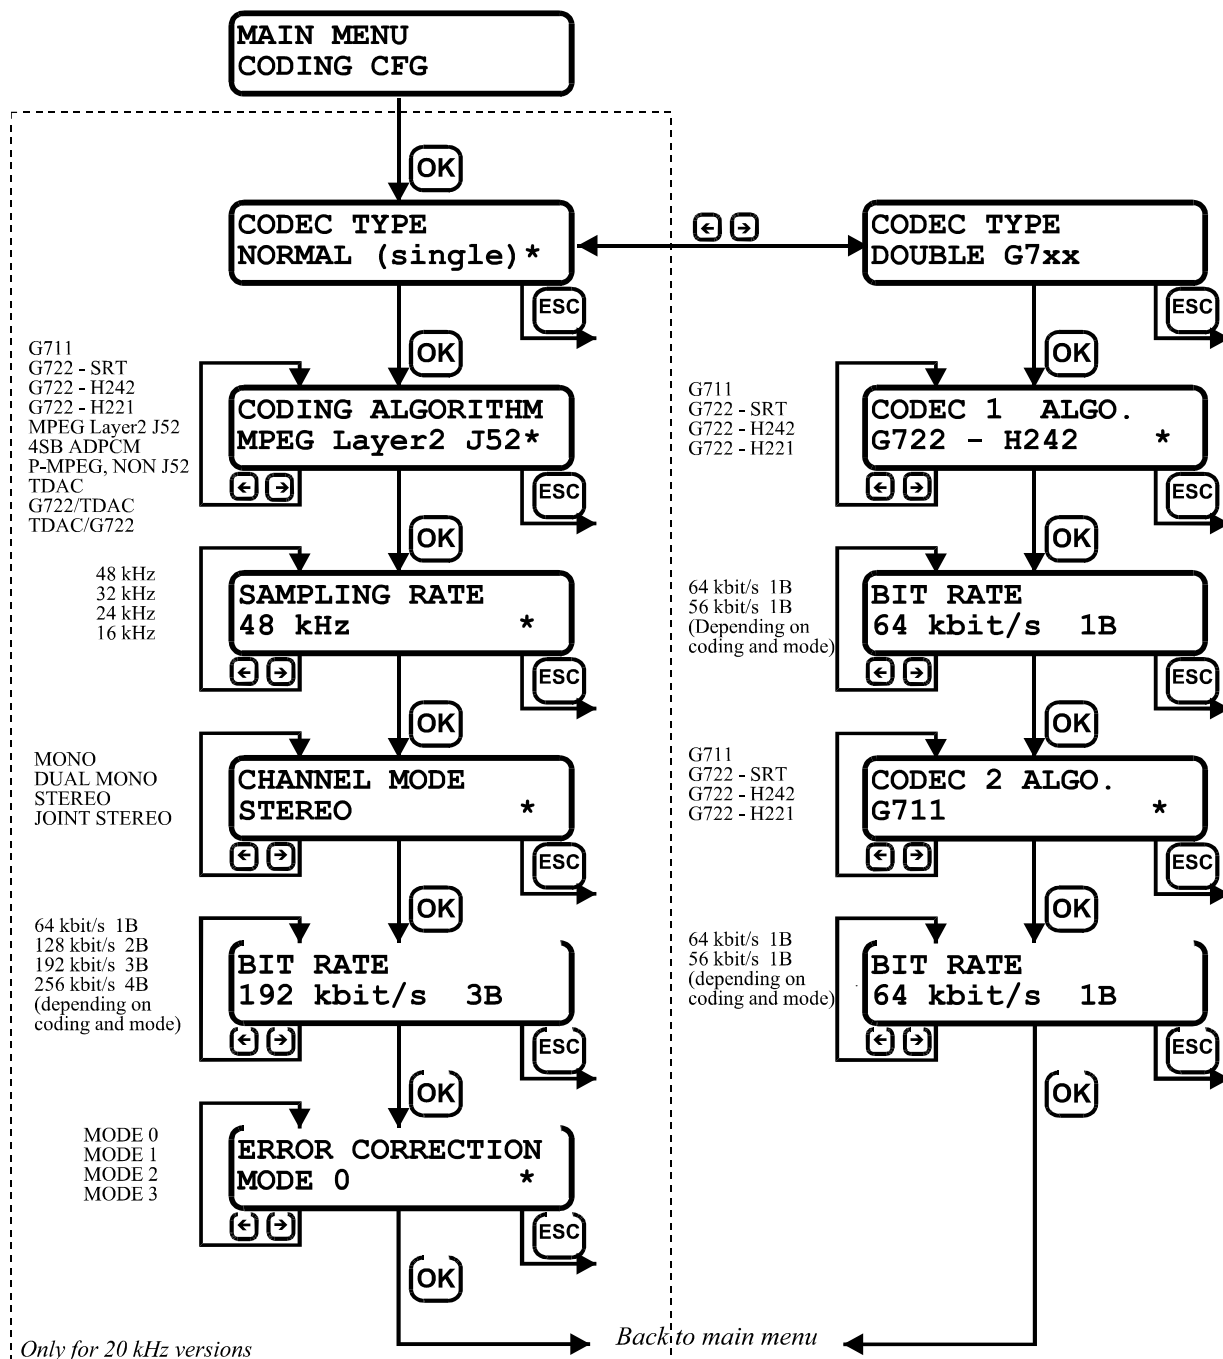 MAIN MENU
CODING CFG
OK
CODEC TYPE
NORMAL (single)*
ESC
OK
G711
G722 - SRT
G722 - H242
G722 - H221
MPEG Layer2 J52
4SB ADPCM
P-MPEG, NON J52
TDAC
G722/TDAC
TDAC/G722
CODING ALGORITHM
MPEG Layer2 J52*
← →
ESC
OK
48 kHz
32 kHz
24 kHz
16 kHz
SAMPLING RATE
48 kHz *
← →
ESC
OK
MONO
DUAL MONO
STEREO
JOINT STEREO
CHANNEL MODE
STEREO *
← →
ESC
OK
64 kbit/s 1B
128 kbit/s 2B
192 kbit/s 3B
256 kbit/s 4B
(depending on
coding and mode)
BIT RATE
192 kbit/s 3B
← →
ESC
OK
MODE 0
MODE 1
MODE 2
MODE 3
ERROR CORRECTION
MODE 0 *
← →
ESC
OK
Only for 20 kHz versions
← →
CODEC TYPE
DOUBLE G7xx
ESC
OK
G711
G722 - SRT
G722 - H242
G722 - H221
CODEC 1 ALGO.
G722 - H242 *
← →
ESC
OK
64 kbit/s 1B
56 kbit/s 1B
(Depending on
coding and mode)
BIT RATE
64 kbit/s 1B
← →
ESC
OK
G711
G722 - SRT
G722 - H242
G722 - H221
CODEC 2 ALGO.
G711 *
← →
ESC
OK
64 kbit/s 1B
56 kbit/s 1B
(depending on
coding and mode)
BIT RATE
64 kbit/s 1B
← →
ESC
OK
Back to main menu